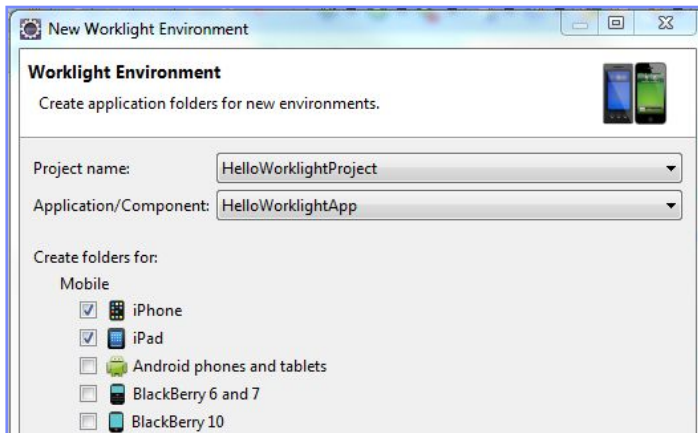 New Worklight Environment
Worklight Environment
Create application folders for new environments.
Project name: HelloWorklightProject
Application/Component: HelloWorklightApp
Create folders for:
Mobile
iPhone
iPad
Android phones and tablets
BlackBerry 6 and 7
BlackBerry 10